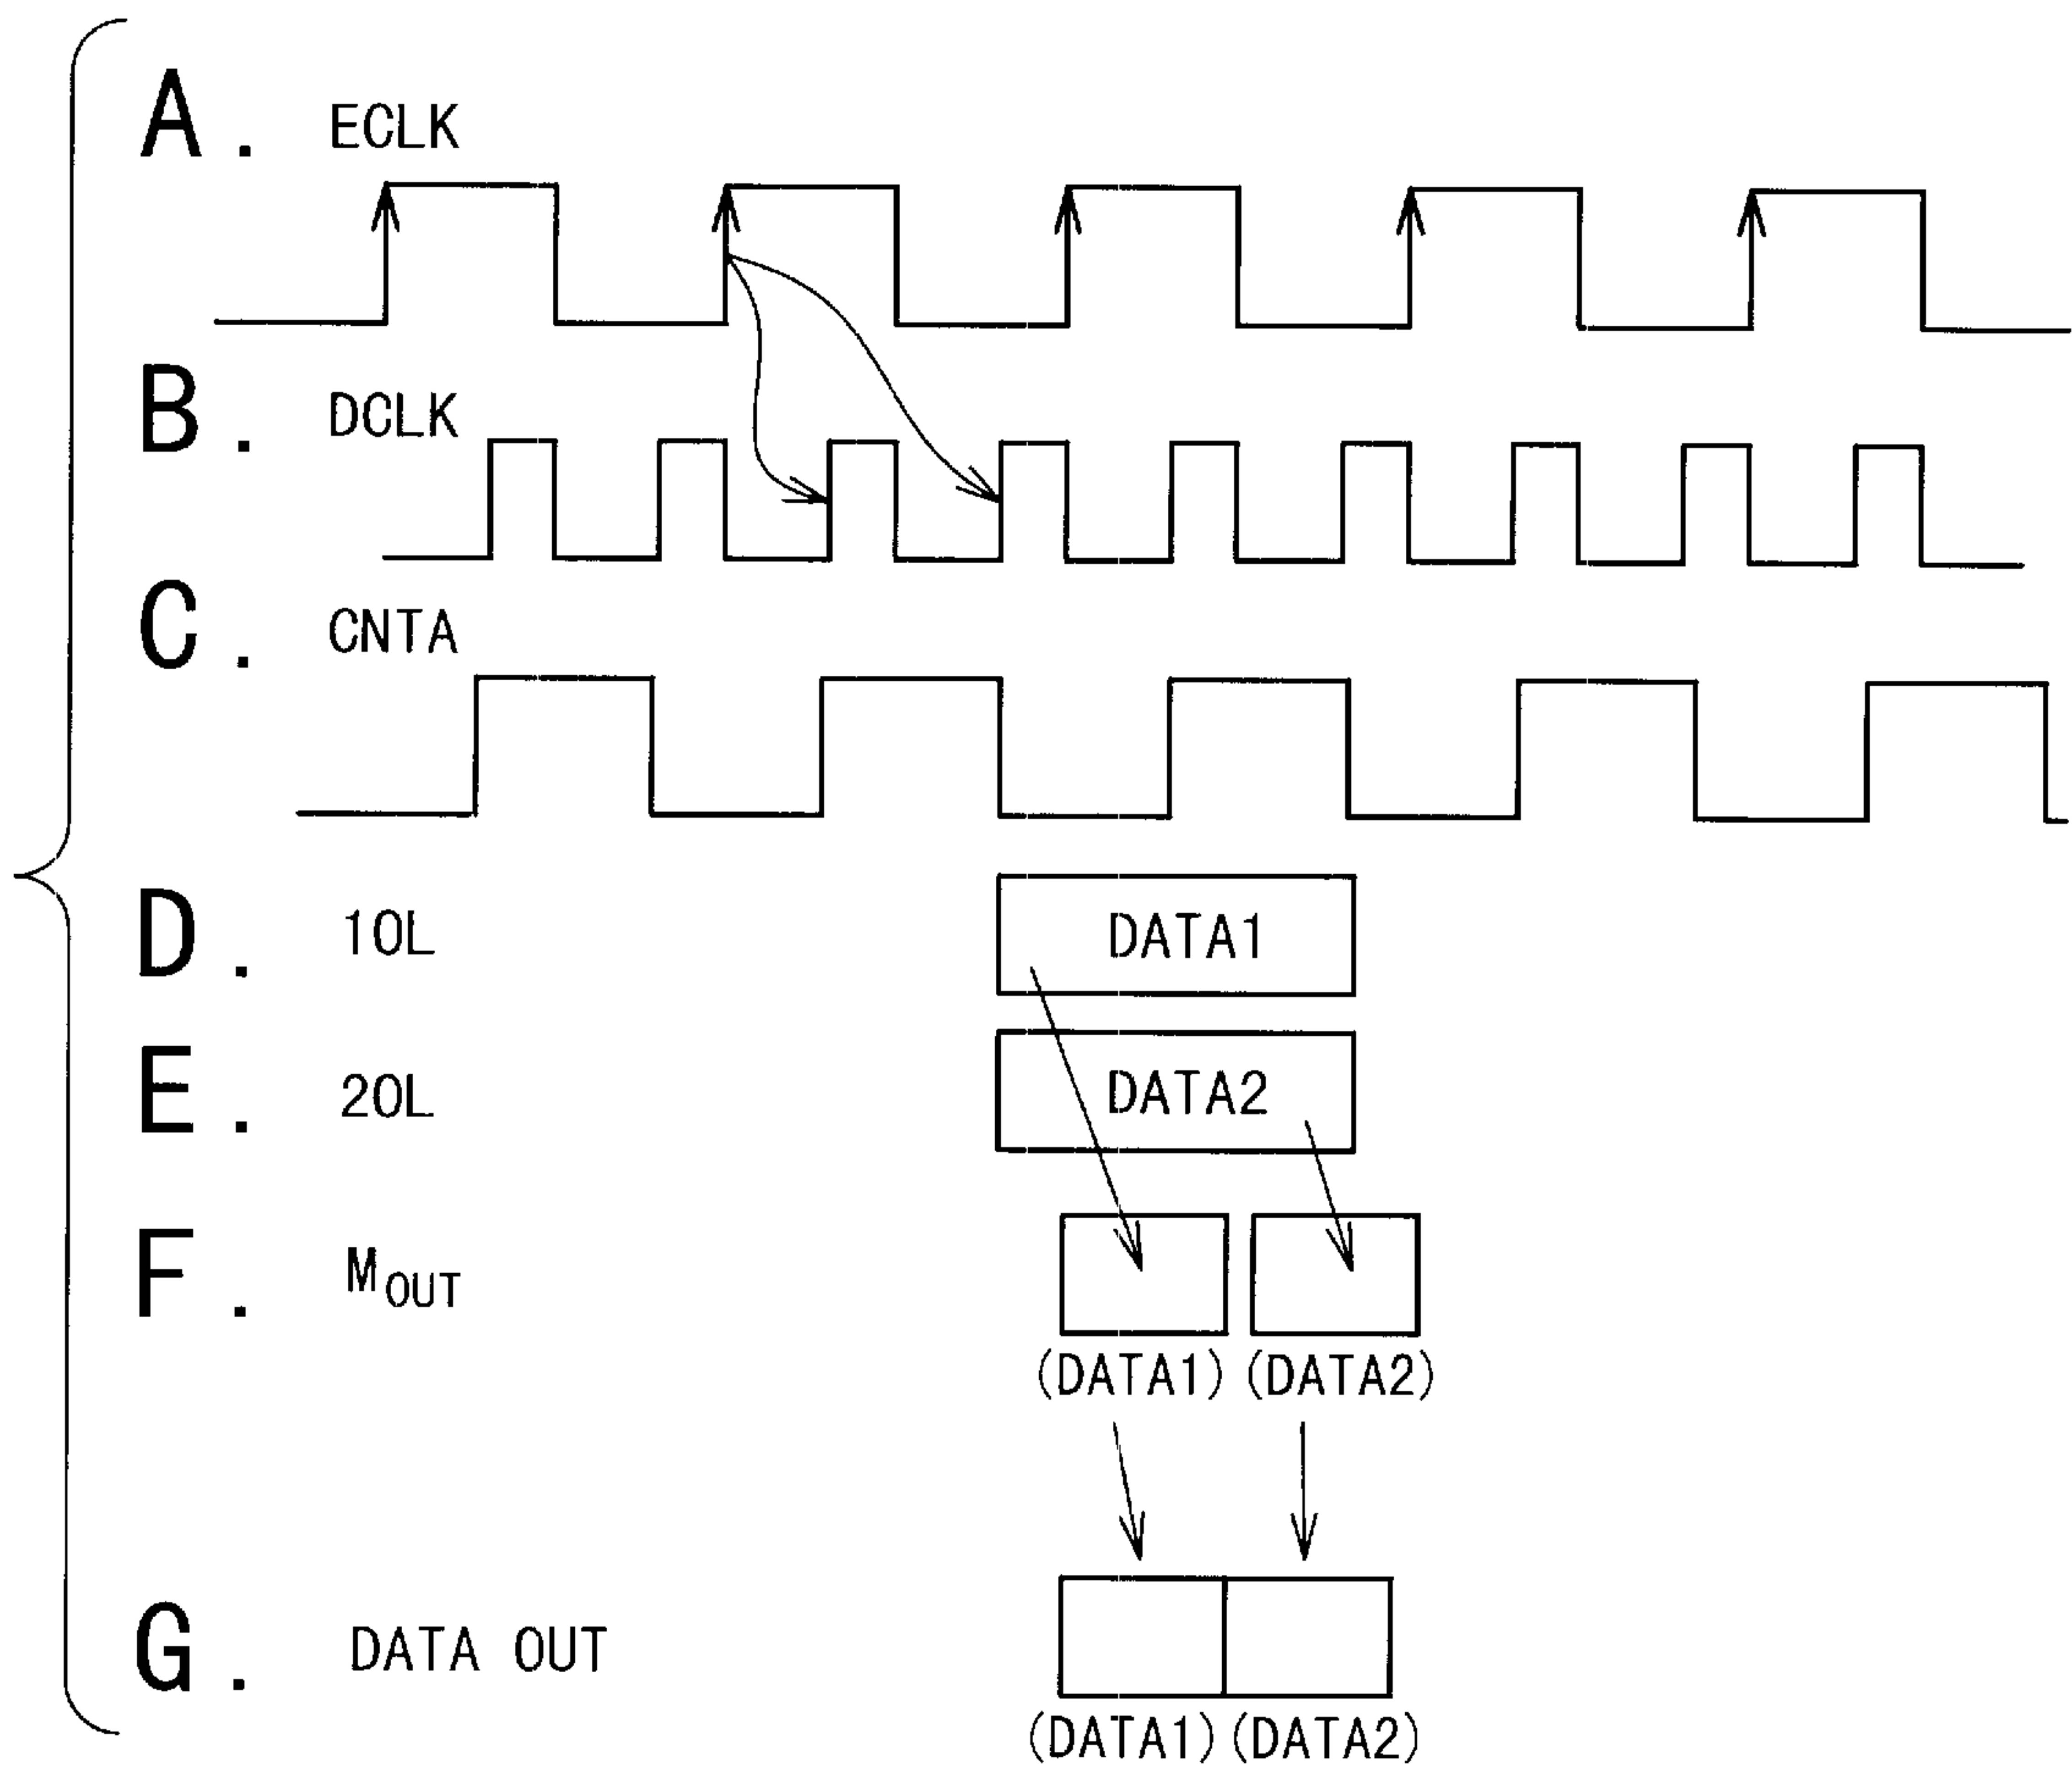 A. ECLK
B. DCLK
C. CNTA
D. 10L DATA1
E. 20L DATA2
F. MOUT
(DATA1) (DATA2)
G. DATA OUT
(DATA1) (DATA2)